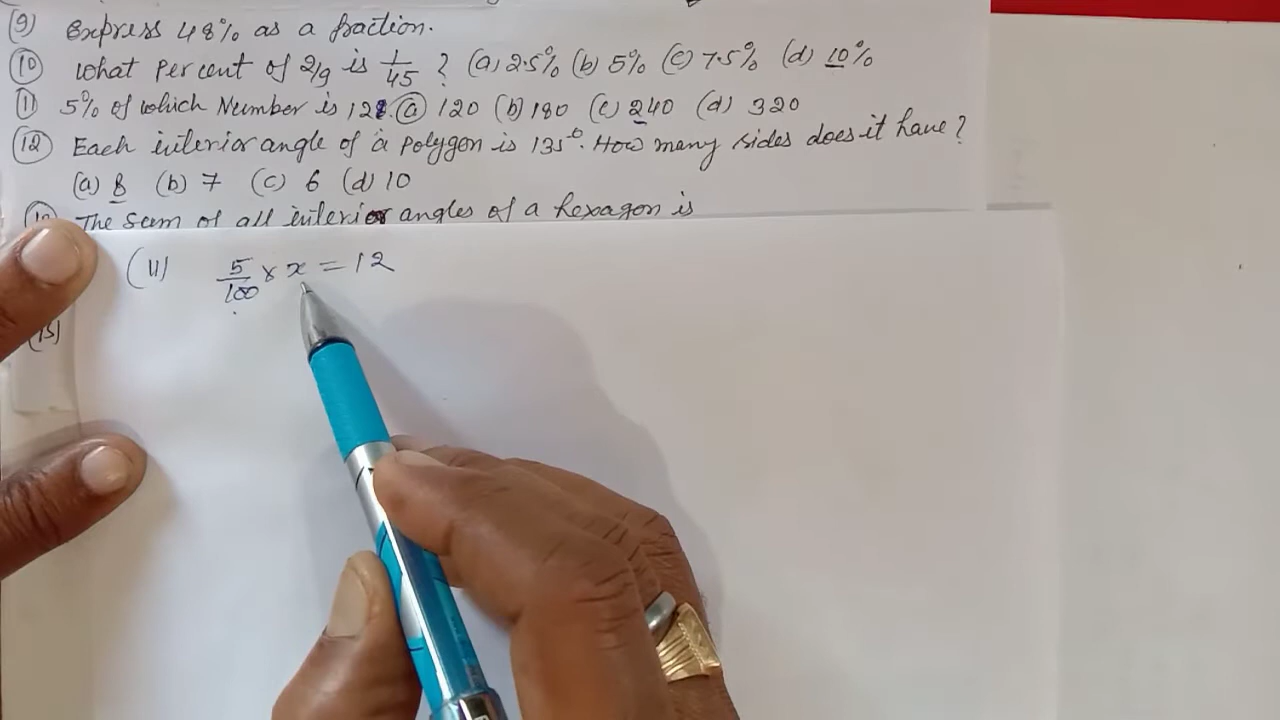 (9) Express 48% as a fraction.
(10) What percent of 2/9 is 1/45 ? (a) 2.5% (b) 5% (c) 7.5% (d) 10%
(11) 5% of which Number is 12. (a) 120 (b) 180 (c) 240 (d) 320
(12) Each interior angle of a polygon is 135°. How many sides does it have ?
(a) 8 (b) 7 (c) 6 (d) 10
The sum of all interior angles of a hexagon is
(11) 5/100 × x = 12
(15)